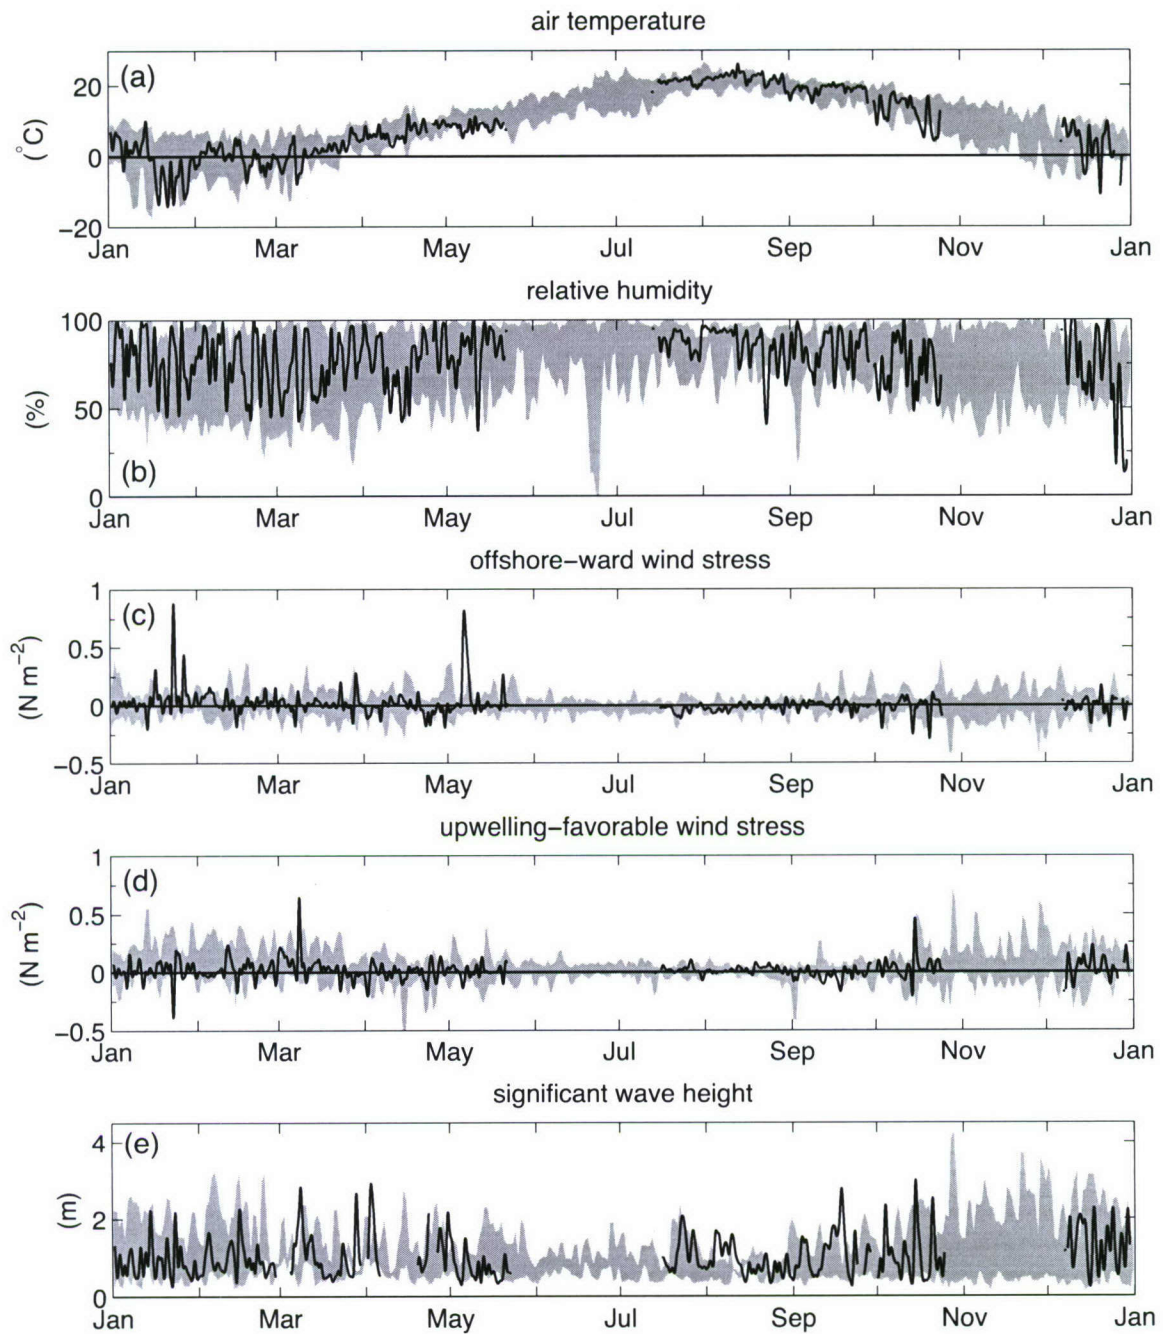 air temperature
(a)
20
0
−20
(°C)
Jan Mar May Jul Sep Nov Jan
relative humidity
100
50
0
(%)
(b)
Jan Mar May Jul Sep Nov Jan
offshore−ward wind stress
(c)
1
0.5
0
−0.5
(N m−2)
Jan Mar May Jul Sep Nov Jan
upwelling−favorable wind stress
(d)
1
0.5
0
−0.5
(N m−2)
Jan Mar May Jul Sep Nov Jan
significant wave height
(e)
4
2
0
(m)
Jan Mar May Jul Sep Nov Jan